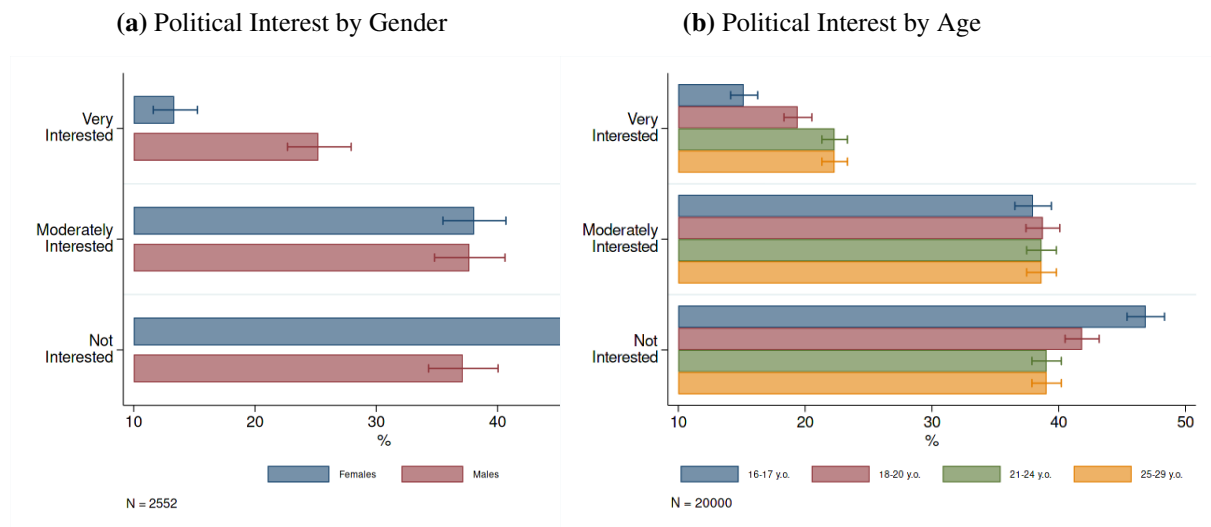 (a) Political Interest by Gender
Very
Interested
Moderately
Interested
Not
Interested
10 20 30 40
%
Females Males
N = 2552
(b) Political Interest by Age
Very
Interested
Moderately
Interested
Not
Interested
10 20 30 40 50
%
16-17 y.o. 18-20 y.o. 21-24 y.o. 25-29 y.o.
N = 20000